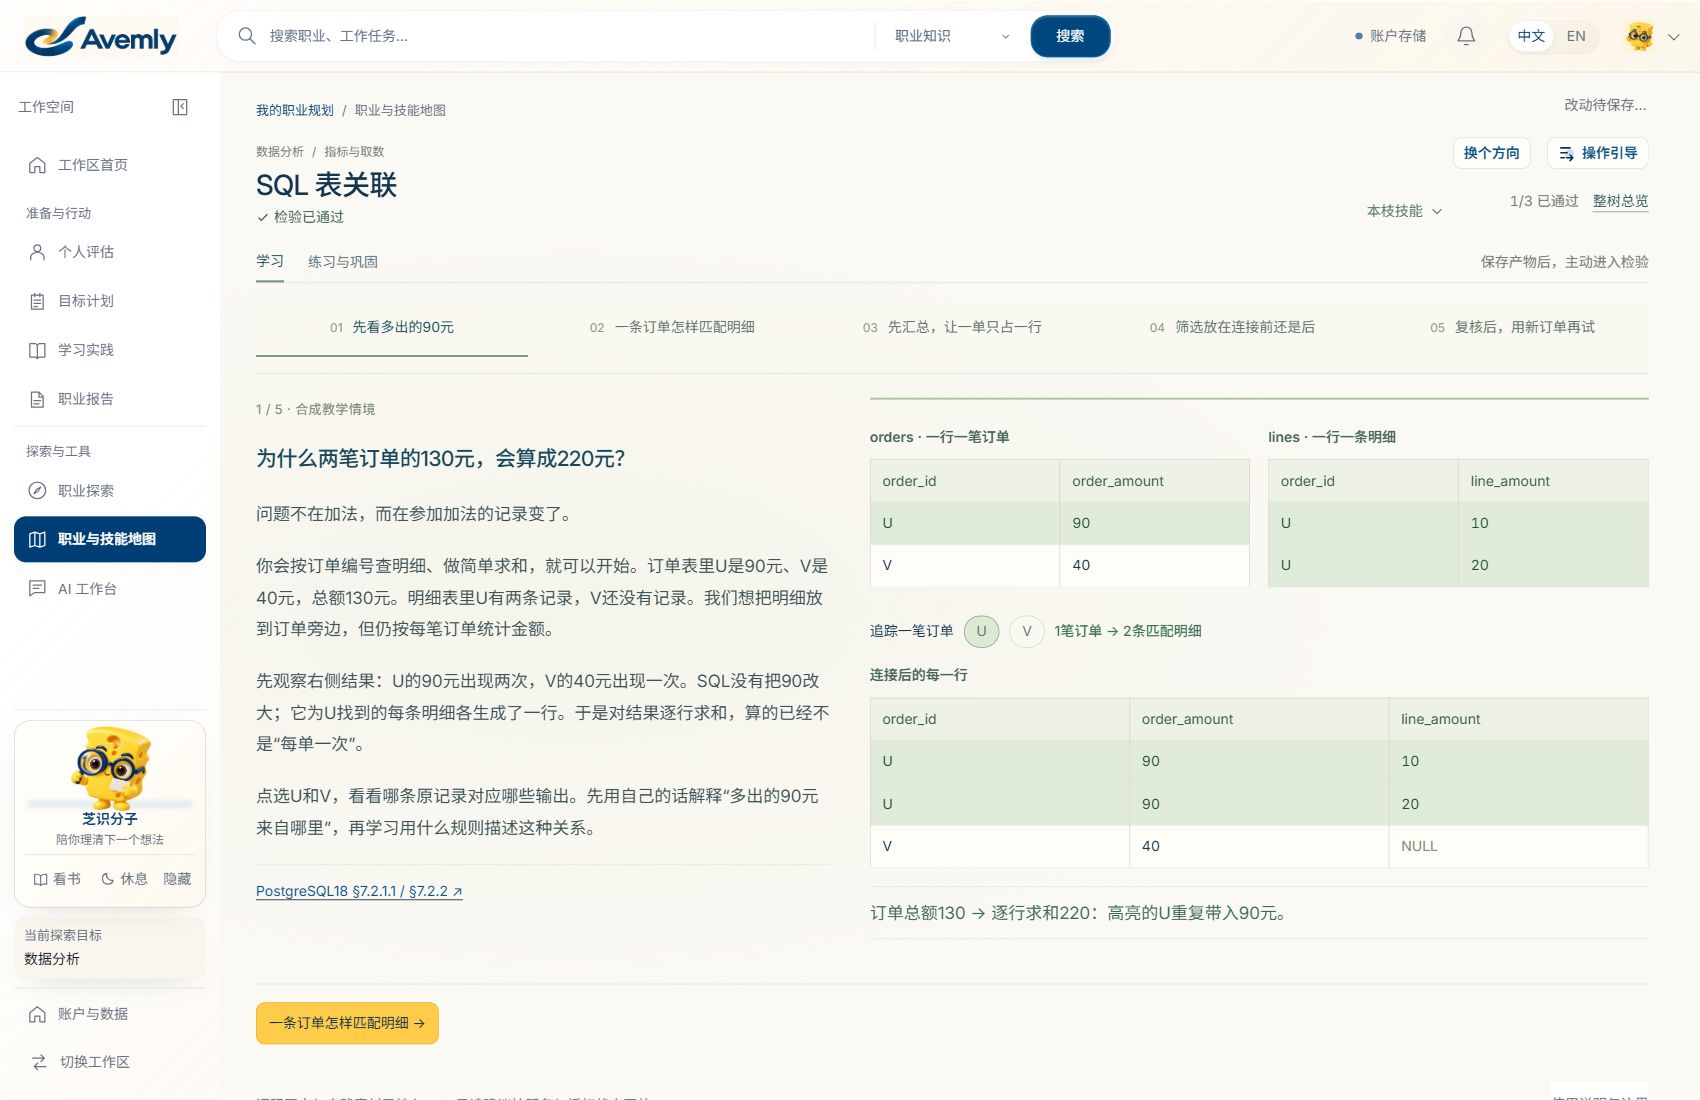 Avemly
搜索职业、工作任务...
职业知识
搜索
账户存储
中文
EN
工作空间
工作区首页
准备与行动
个人评估
目标计划
学习实践
职业报告
探索与工具
职业探索
职业与技能地图
AI 工作台
芝识分子
陪你理清下一个想法
看书
休息
隐藏
当前探索目标
数据分析
账户与数据
切换工作区
我的职业规划 / 职业与技能地图
改动待保存...
数据分析 / 指标与取数
换个方向
操作引导
SQL 表关联
检验已通过
本枝技能
1/3 已通过
整树总览
学习
练习与巩固
保存产物后，主动进入检验
01 先看多出的90元
02 一条订单怎样匹配明细
03 先汇总，让一单只占一行
04 筛选放在连接前还是后
05 复核后，用新订单再试
1 / 5 · 合成教学情境
为什么两笔订单的130元，会算成220元？
问题不在加法，而在参加加法的记录变了。
你会按订单编号查明细、做简单求和，就可以开始。订单表里U是90元、V是
40元，总额130元。明细表里U有两条记录，V还没有记录。我们想把明细放
到订单旁边，但仍按每笔订单统计金额。
先观察右侧结果：U的90元出现两次，V的40元出现一次。SQL没有把90改
大；它为U找到的每条明细各生成了一行。于是对结果逐行求和，算的已经不
是“每单一次”。
点选U和V，看看哪条原记录对应哪些输出。先用自己的话解释“多出的90元
来自哪里”，再学习用什么规则描述这种关系。
PostgreSQL18 §7.2.1.1 / §7.2.2 ↗
orders · 一行一笔订单
order_id order_amount
U 90
V 40
lines · 一行一条明细
order_id line_amount
U 10
U 20
追踪一笔订单 U V 1笔订单 → 2条匹配明细
连接后的每一行
order_id order_amount line_amount
U 90 10
U 90 20
V 40 NULL
订单总额130 → 逐行求和220：高亮的U重复带入90元。
一条订单怎样匹配明细 →